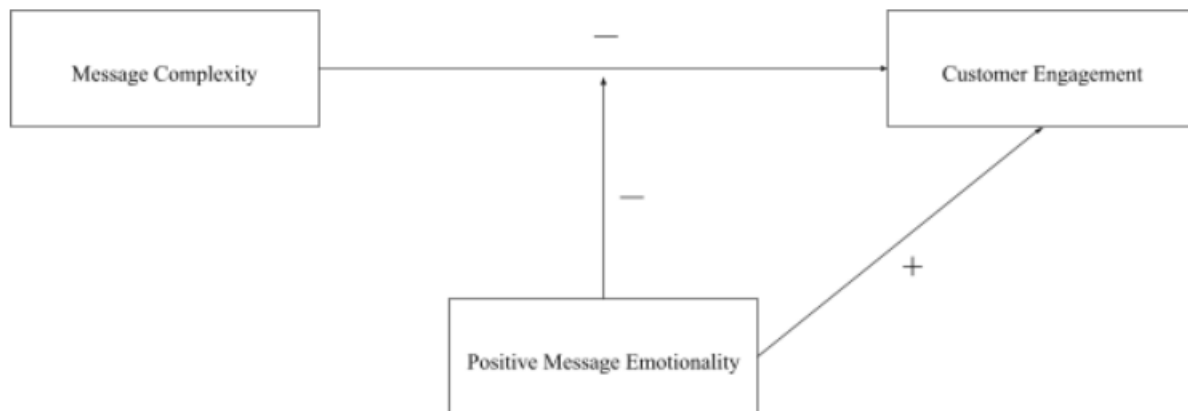 —
Message Complexity
Customer Engagement
—
+
Positive Message Emotionality